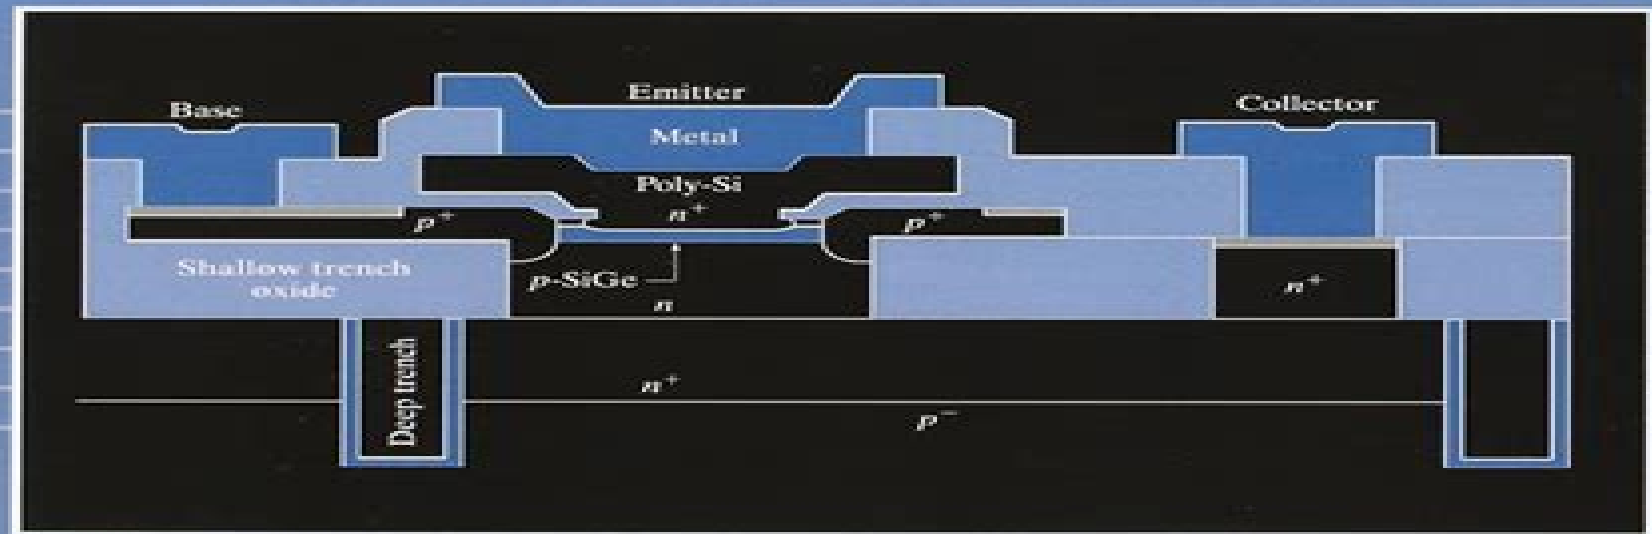 Base
Emitter
Collector
Metal
Poly-Si
p⁺
n⁺
p⁺
Shallow trench
oxide
p-SiGe
n
n⁺
Deep trench
n⁺
p⁻